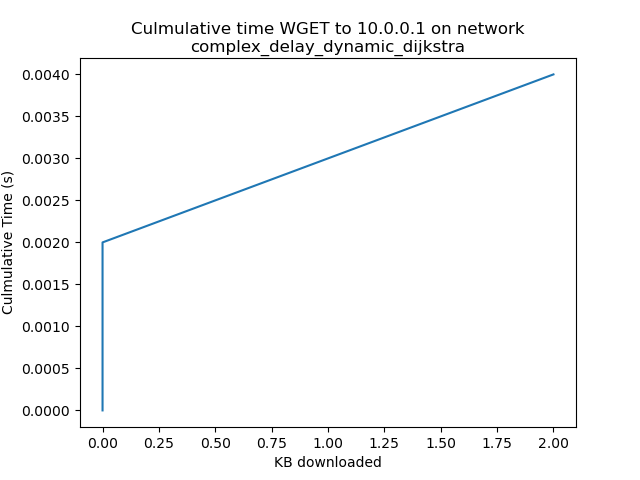 Culmulative time WGET to 10.0.0.1 on network
complex_delay_dynamic_dijkstra
0.0040
0.0035
0.0030
0.0025
0.0020
0.0015
0.0010
0.0005
0.0000
Culmulative Time (s)
0.00 0.25 0.50 0.75 1.00 1.25 1.50 1.75 2.00
KB downloaded